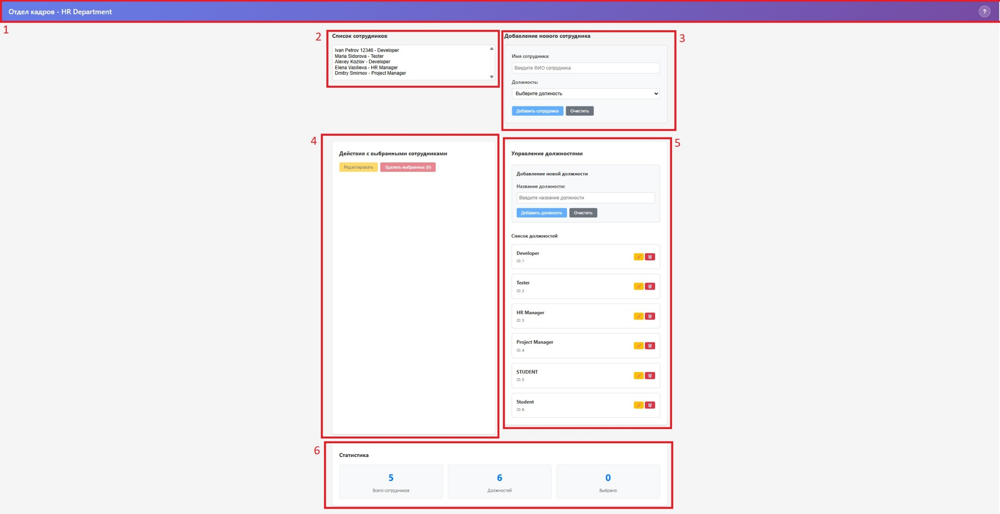 Отдел кадров - HR Department
?
1
2
Список сотрудников
Ivan Petrov 12346 - Developer
Maria Sidorova - Tester
Alexey Kozlov - Developer
Elena Vasilieva - HR Manager
Dmitry Smirnov - Project Manager
3
Добавление нового сотрудника
Имя сотрудника:
Введите ФИО сотрудника
Должность:
Выберите должность
Добавить сотрудника
Очистить
4
Действия с выбранными сотрудниками
Редактировать
Удалить выбранных (0)
5
Управление должностями
Добавление новой должности
Название должности:
Введите название должности
Добавить должность
Очистить
Список должностей
Developer
ID: 1
Tester
ID: 2
HR Manager
ID: 3
Project Manager
ID: 4
STUDENT
ID: 5
Student
ID: 6
6
Статистика
5
Всего сотрудников
6
Должностей
0
Выбрано